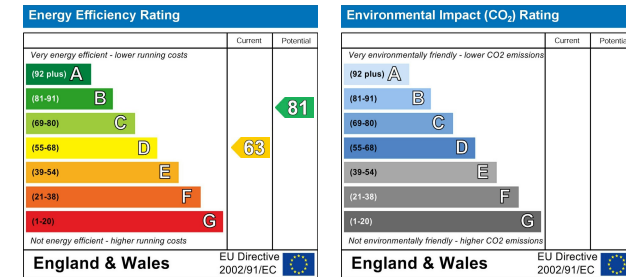 Energy Efficiency Rating
Current Potential
Very energy efficient - lower running costs
(92 plus) A
(81-91) B
(69-80) C
(55-68) D
(39-54) E
(21-38) F
(1-20) G
63
81
Not energy efficient - higher running costs
England & Wales
EU Directive
2002/91/EC
Environmental Impact (CO₂) Rating
Current Potential
Very environmentally friendly - lower CO2 emissions
(92 plus) A
(81-91) B
(69-80) C
(55-68) D
(39-54) E
(21-38) F
(1-20) G
Not environmentally friendly - higher CO2 emissions
England & Wales
EU Directive
2002/91/EC